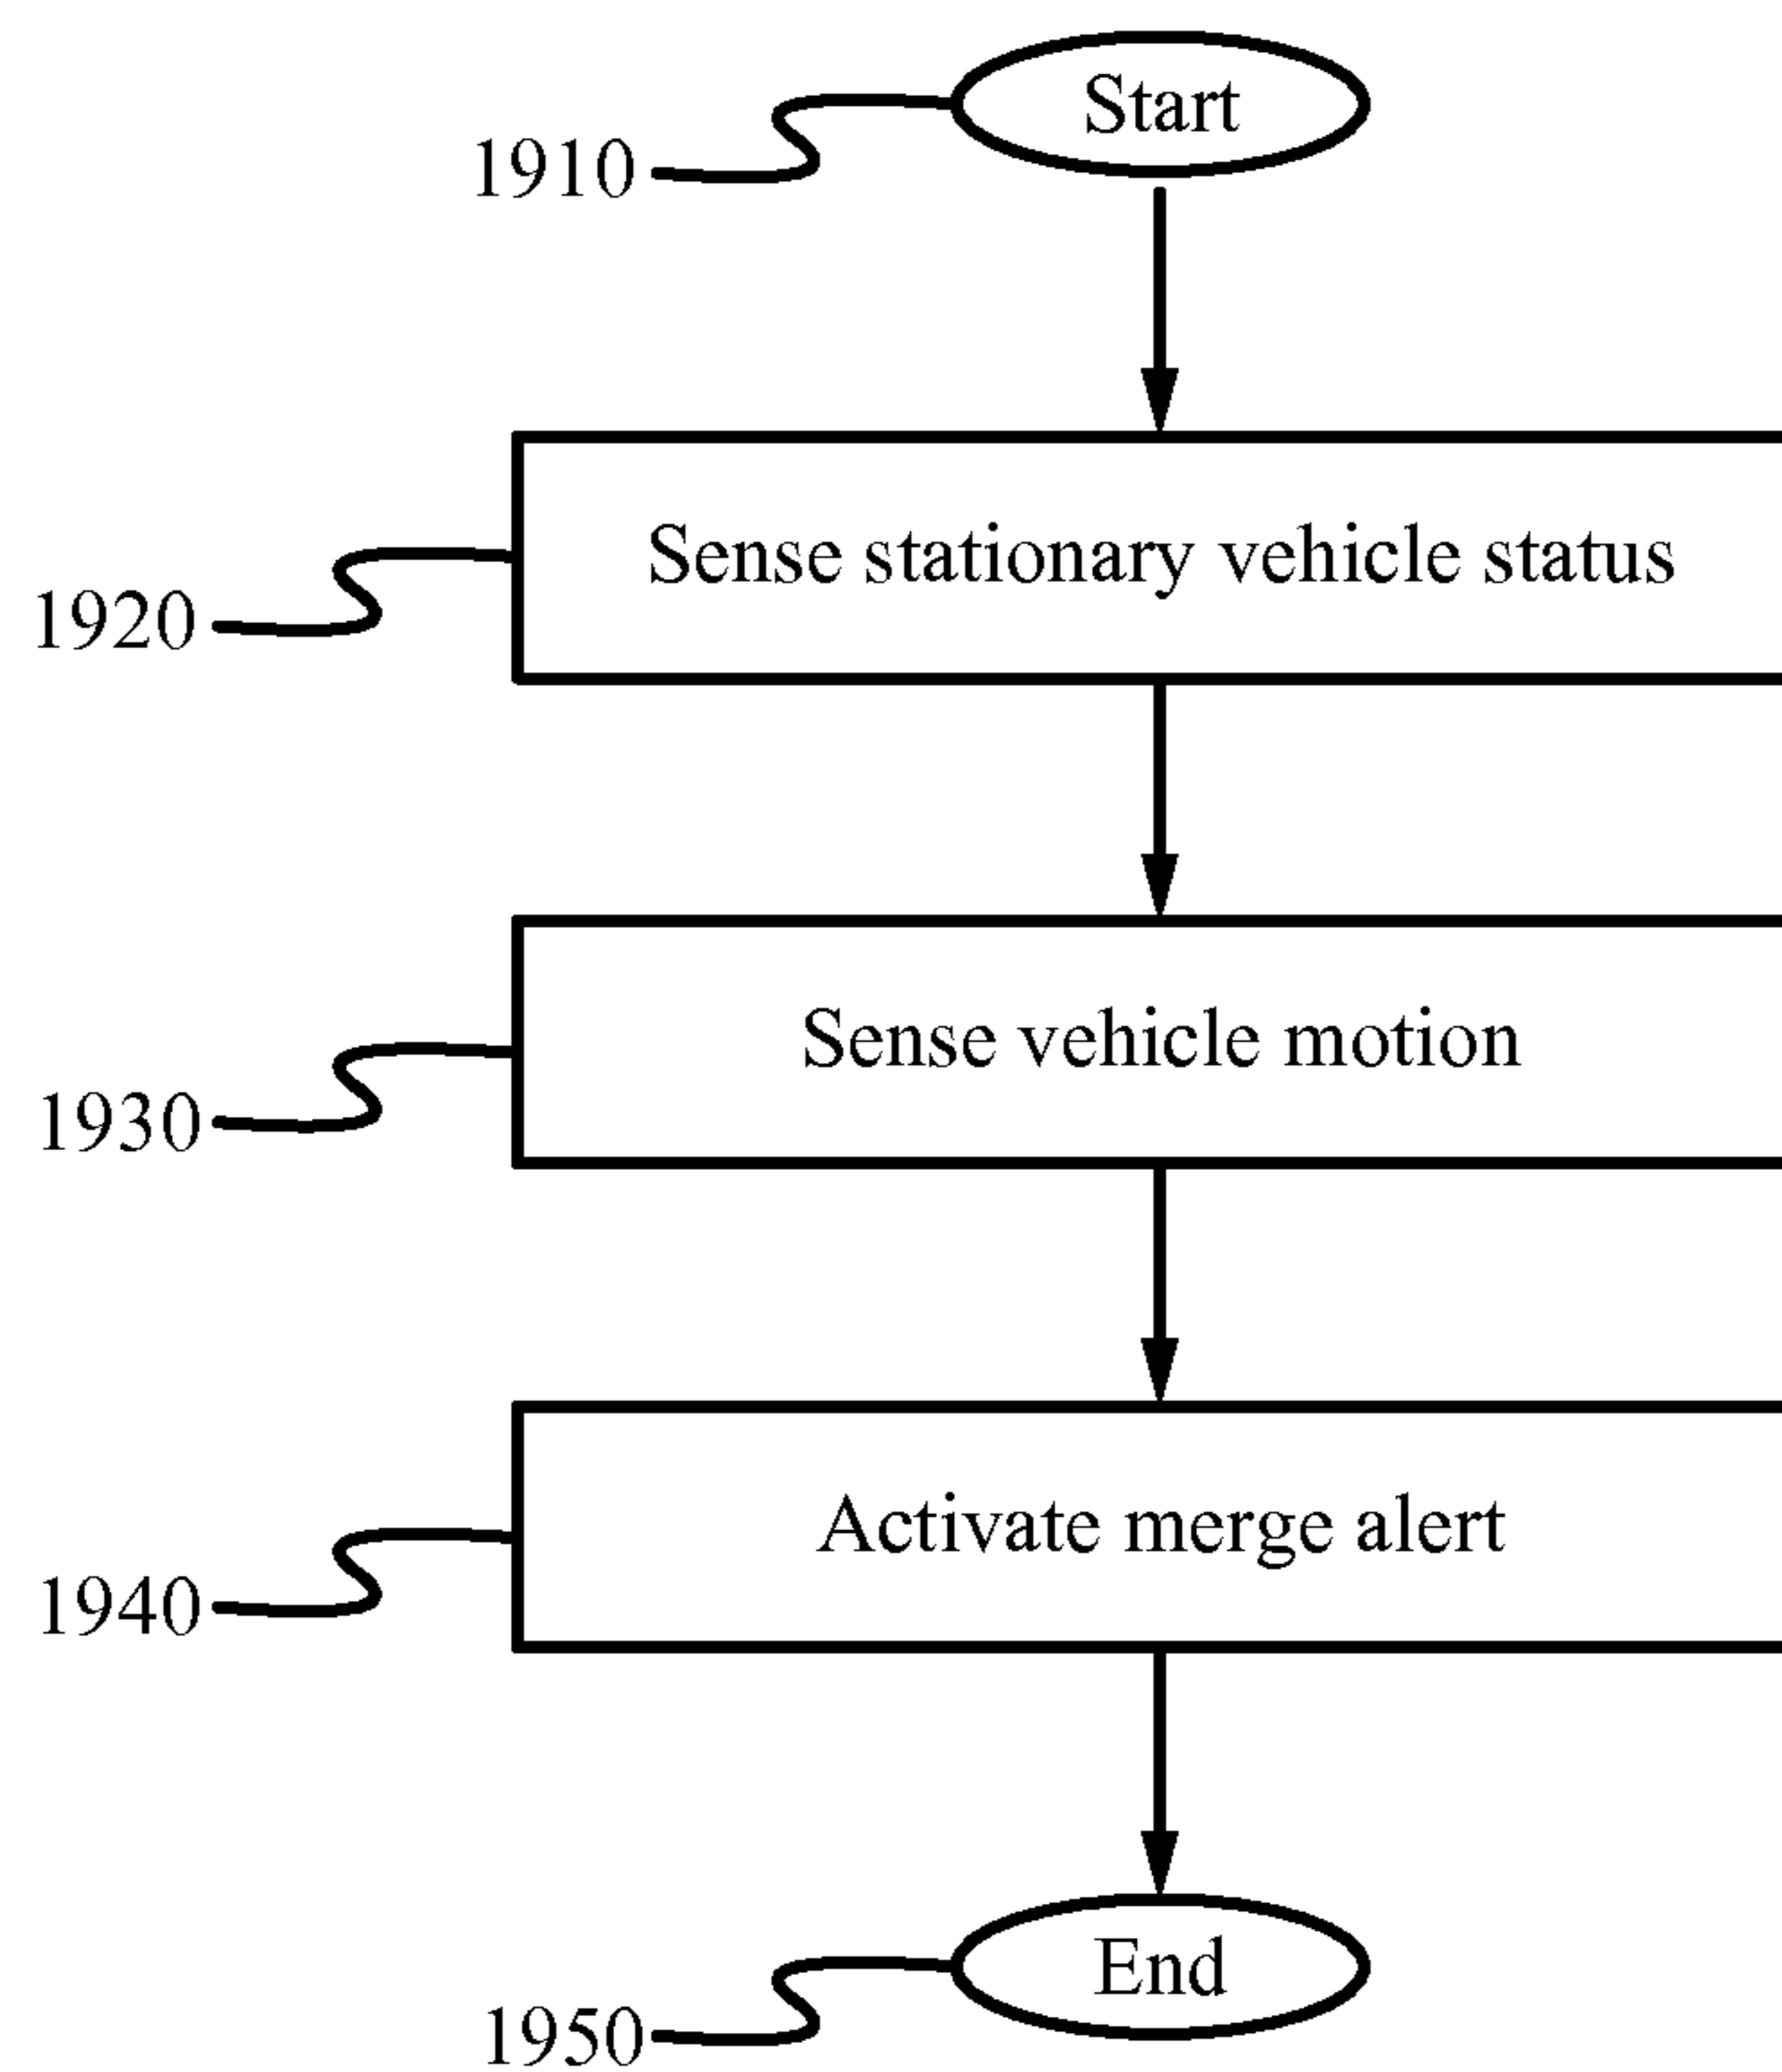 Start
1910
Sense stationary vehicle status
1920
Sense vehicle motion
1930
Activate merge alert
1940
End
1950